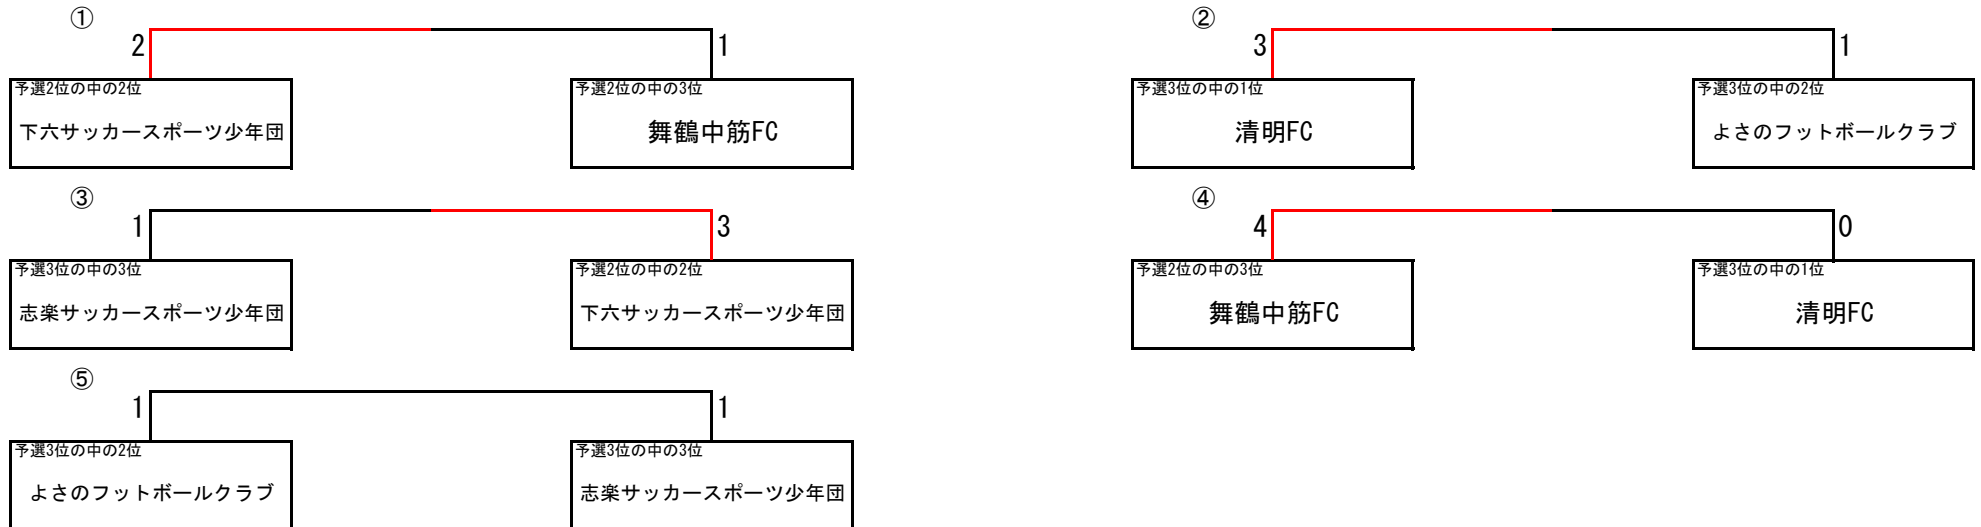 ①
2
1
予選2位の中の2位
下六サッカースポーツ少年団
予選2位の中の3位
舞鶴中筋FC
②
3
1
予選3位の中の1位
清明FC
予選3位の中の2位
よさのフットボールクラブ
③
1
3
予選3位の中の3位
志楽サッカースポーツ少年団
予選2位の中の2位
下六サッカースポーツ少年団
④
4
0
予選2位の中の3位
舞鶴中筋FC
予選3位の中の1位
清明FC
⑤
1
1
予選3位の中の2位
よさのフットボールクラブ
予選3位の中の3位
志楽サッカースポーツ少年団